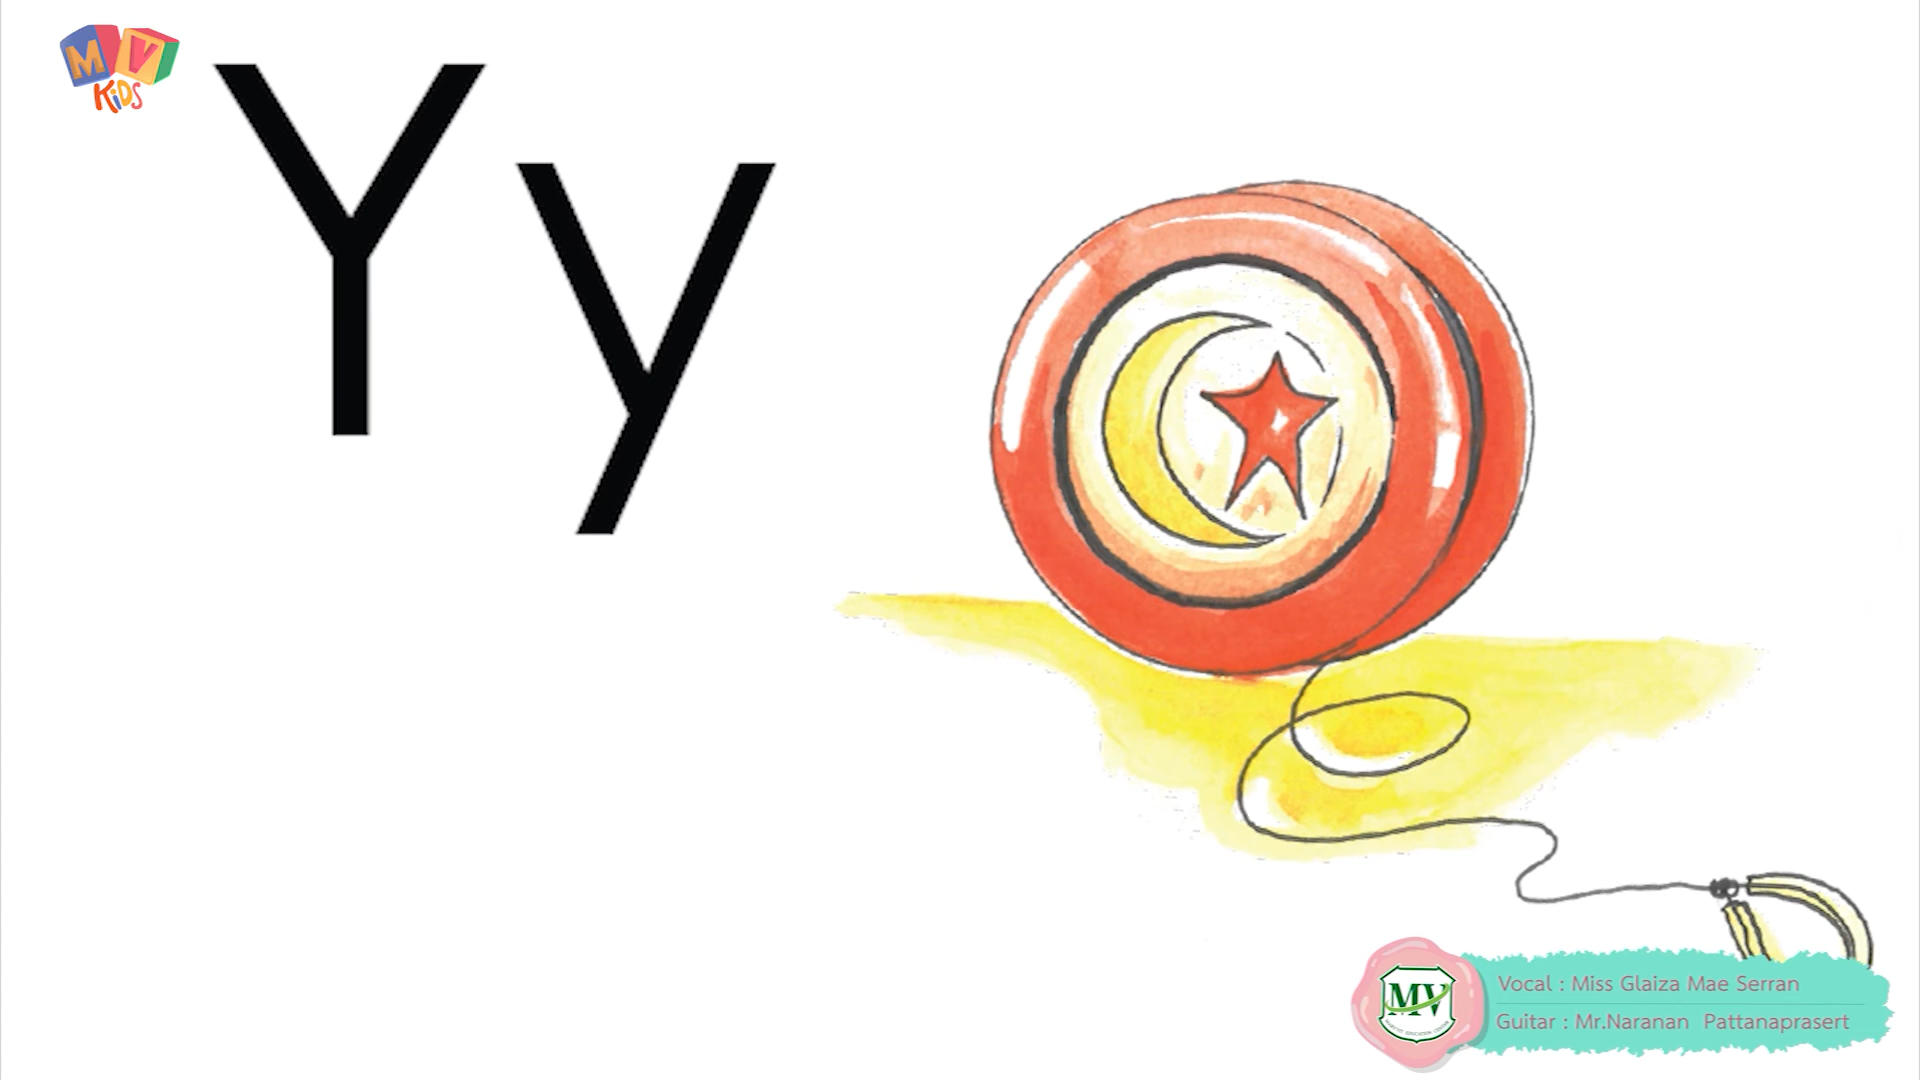 MV
KiDS
Yy
MV
Vocal : Miss Glaiza Mae Serran
Guitar : Mr.Naranan Pattanaprasert